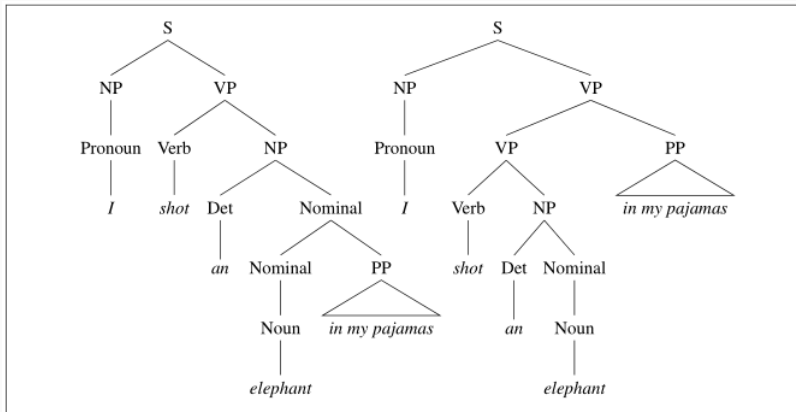 S S
NP VP NP VP
Pronoun Verb NP Pronoun VP PP
I shot Det Nominal I Verb NP in my pajamas
an Nominal PP shot Det Nominal
Noun in my pajamas an Noun
elephant elephant